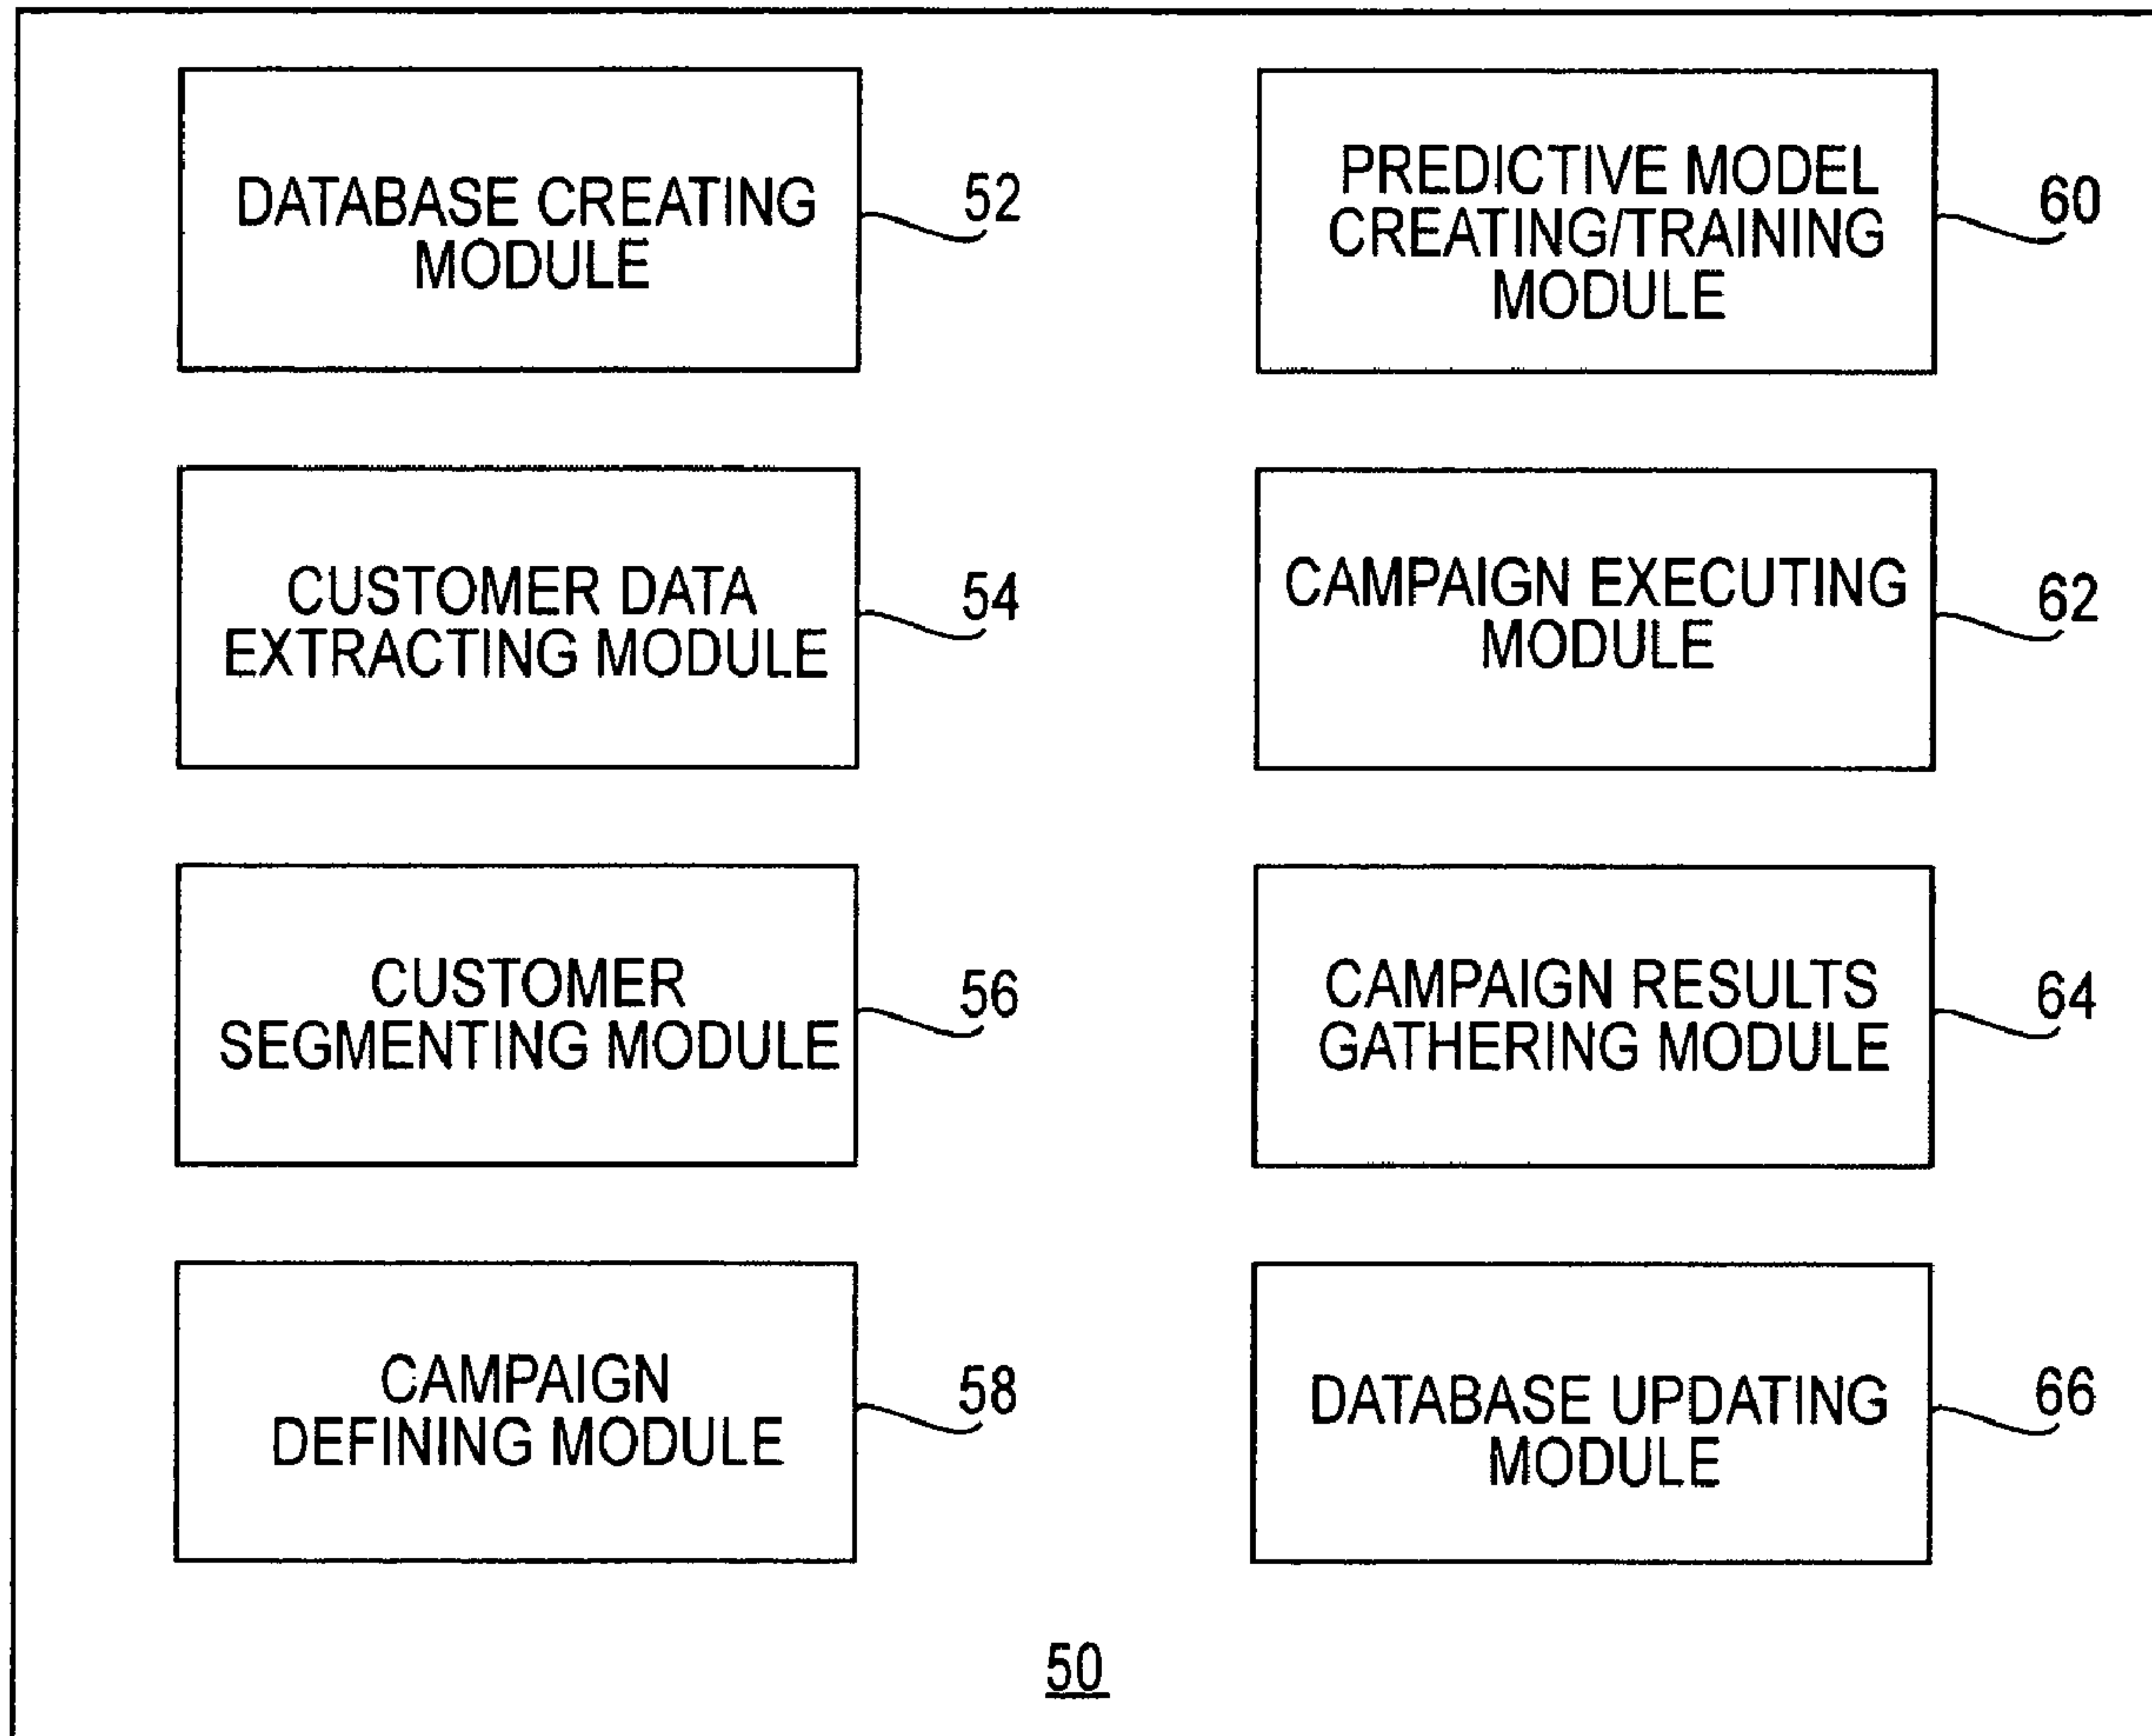 DATABASE CREATING
MODULE
52
CUSTOMER DATA
EXTRACTING MODULE
54
CUSTOMER
SEGMENTING MODULE
56
CAMPAIGN
DEFINING MODULE
58
PREDICTIVE MODEL
CREATING/TRAINING
MODULE
60
CAMPAIGN EXECUTING
MODULE
62
CAMPAIGN RESULTS
GATHERING MODULE
64
DATABASE UPDATING
MODULE
66
50